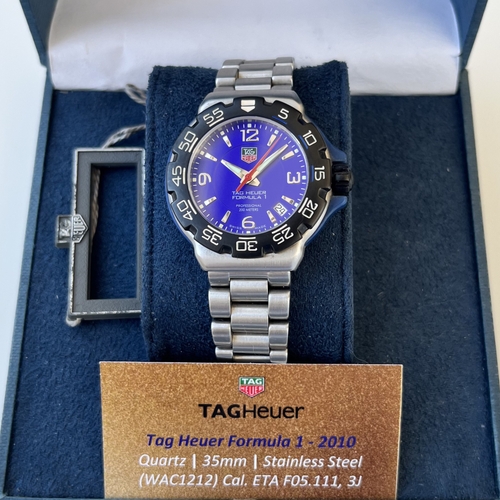 55
5
50
10
45
15
40
20
35
30
25
12
9
3
6
TAG
HEUER
TAG HEUER
FORMULA 1
PROFESSIONAL
200 METERS
TAG
HEUER
TAGHeuer
Tag Heuer Formula 1 - 2010
Quartz | 35mm | Stainless Steel
(WAC1212) Cal. ETA F05.111, 3J